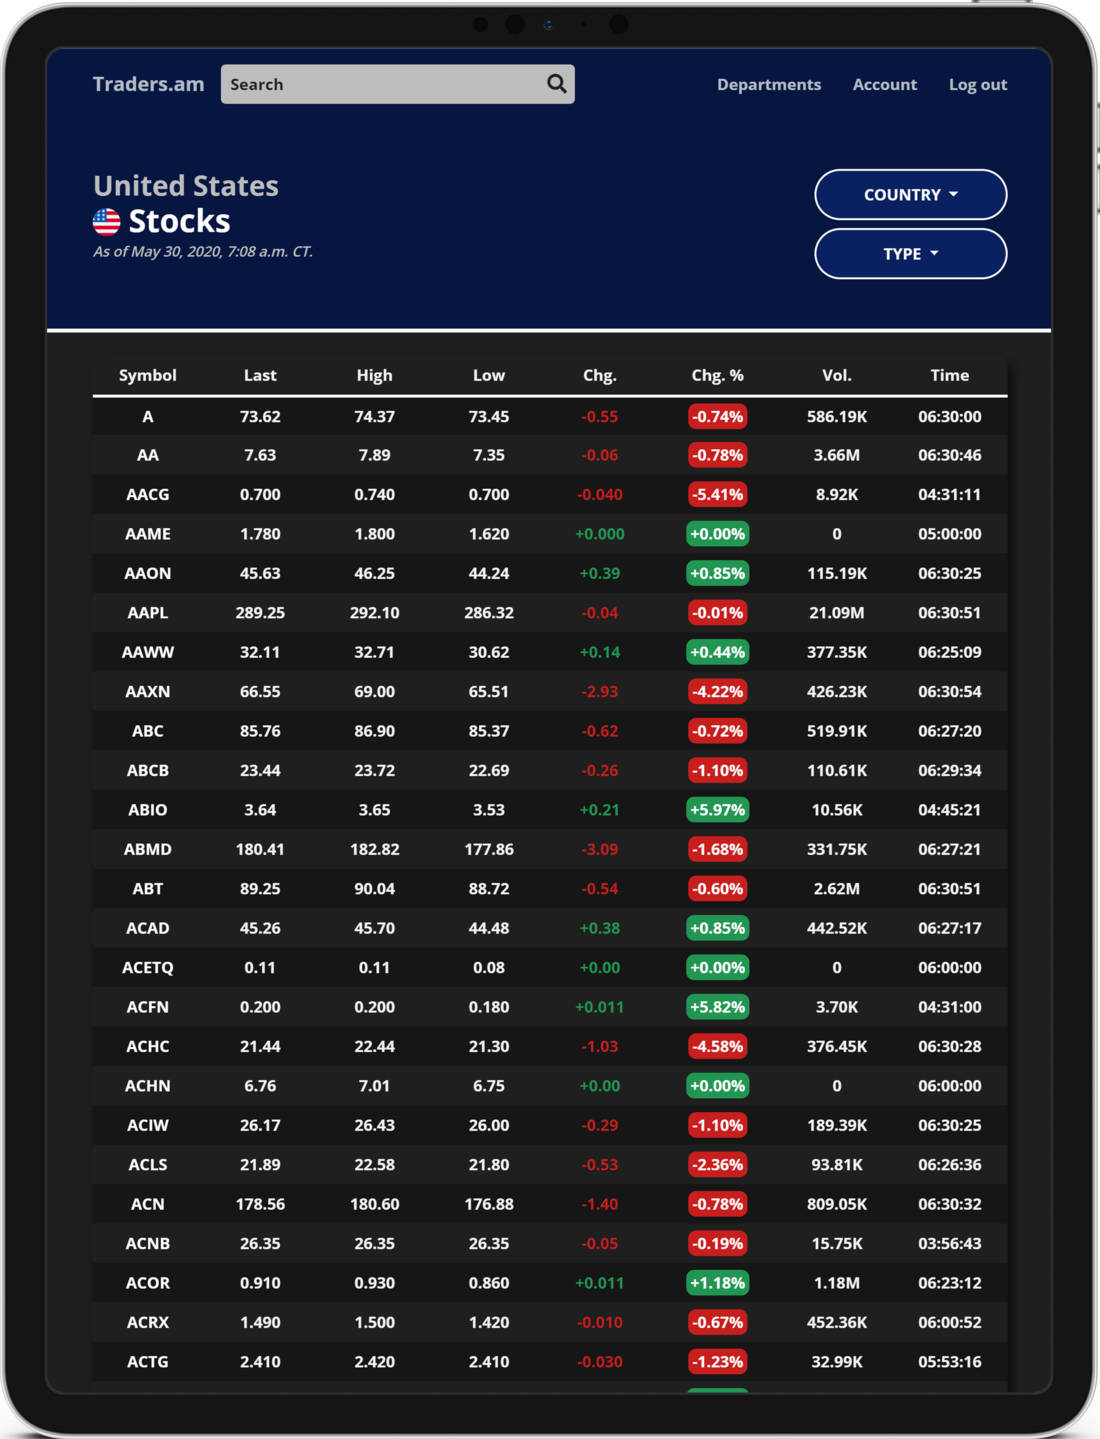 Traders.am Search Departments Account Log out
United States
Stocks
As of May 30, 2020, 7:08 a.m. CT.
COUNTRY
TYPE
Symbol Last High Low Chg. Chg. % Vol. Time
A 73.62 74.37 73.45 -0.55 -0.74% 586.19K 06:30:00
AA 7.63 7.89 7.35 -0.06 -0.78% 3.66M 06:30:46
AACG 0.700 0.740 0.700 -0.040 -5.41% 8.92K 04:31:11
AAME 1.780 1.800 1.620 +0.000 +0.00% 0 05:00:00
AAON 45.63 46.25 44.24 +0.39 +0.85% 115.19K 06:30:25
AAPL 289.25 292.10 286.32 -0.04 -0.01% 21.09M 06:30:51
AAWW 32.11 32.71 30.62 +0.14 +0.44% 377.35K 06:25:09
AAXN 66.55 69.00 65.51 -2.93 -4.22% 426.23K 06:30:54
ABC 85.76 86.90 85.37 -0.62 -0.72% 519.91K 06:27:20
ABCB 23.44 23.72 22.69 -0.26 -1.10% 110.61K 06:29:34
ABIO 3.64 3.65 3.53 +0.21 +5.97% 10.56K 04:45:21
ABMD 180.41 182.82 177.86 -3.09 -1.68% 331.75K 06:27:21
ABT 89.25 90.04 88.72 -0.54 -0.60% 2.62M 06:30:51
ACAD 45.26 45.70 44.48 +0.38 +0.85% 442.52K 06:27:17
ACETQ 0.11 0.11 0.08 +0.00 +0.00% 0 06:00:00
ACFN 0.200 0.200 0.180 +0.011 +5.82% 3.70K 04:31:00
ACHC 21.44 22.44 21.30 -1.03 -4.58% 376.45K 06:30:28
ACHN 6.76 7.01 6.75 +0.00 +0.00% 0 06:00:00
ACIW 26.17 26.43 26.00 -0.29 -1.10% 189.39K 06:30:25
ACLS 21.89 22.58 21.80 -0.53 -2.36% 93.81K 06:26:36
ACN 178.56 180.60 176.88 -1.40 -0.78% 809.05K 06:30:32
ACNB 26.35 26.35 26.35 -0.05 -0.19% 15.75K 03:56:43
ACOR 0.910 0.930 0.860 +0.011 +1.18% 1.18M 06:23:12
ACRX 1.490 1.500 1.420 -0.010 -0.67% 452.36K 06:00:52
ACTG 2.410 2.420 2.410 -0.030 -1.23% 32.99K 05:53:16